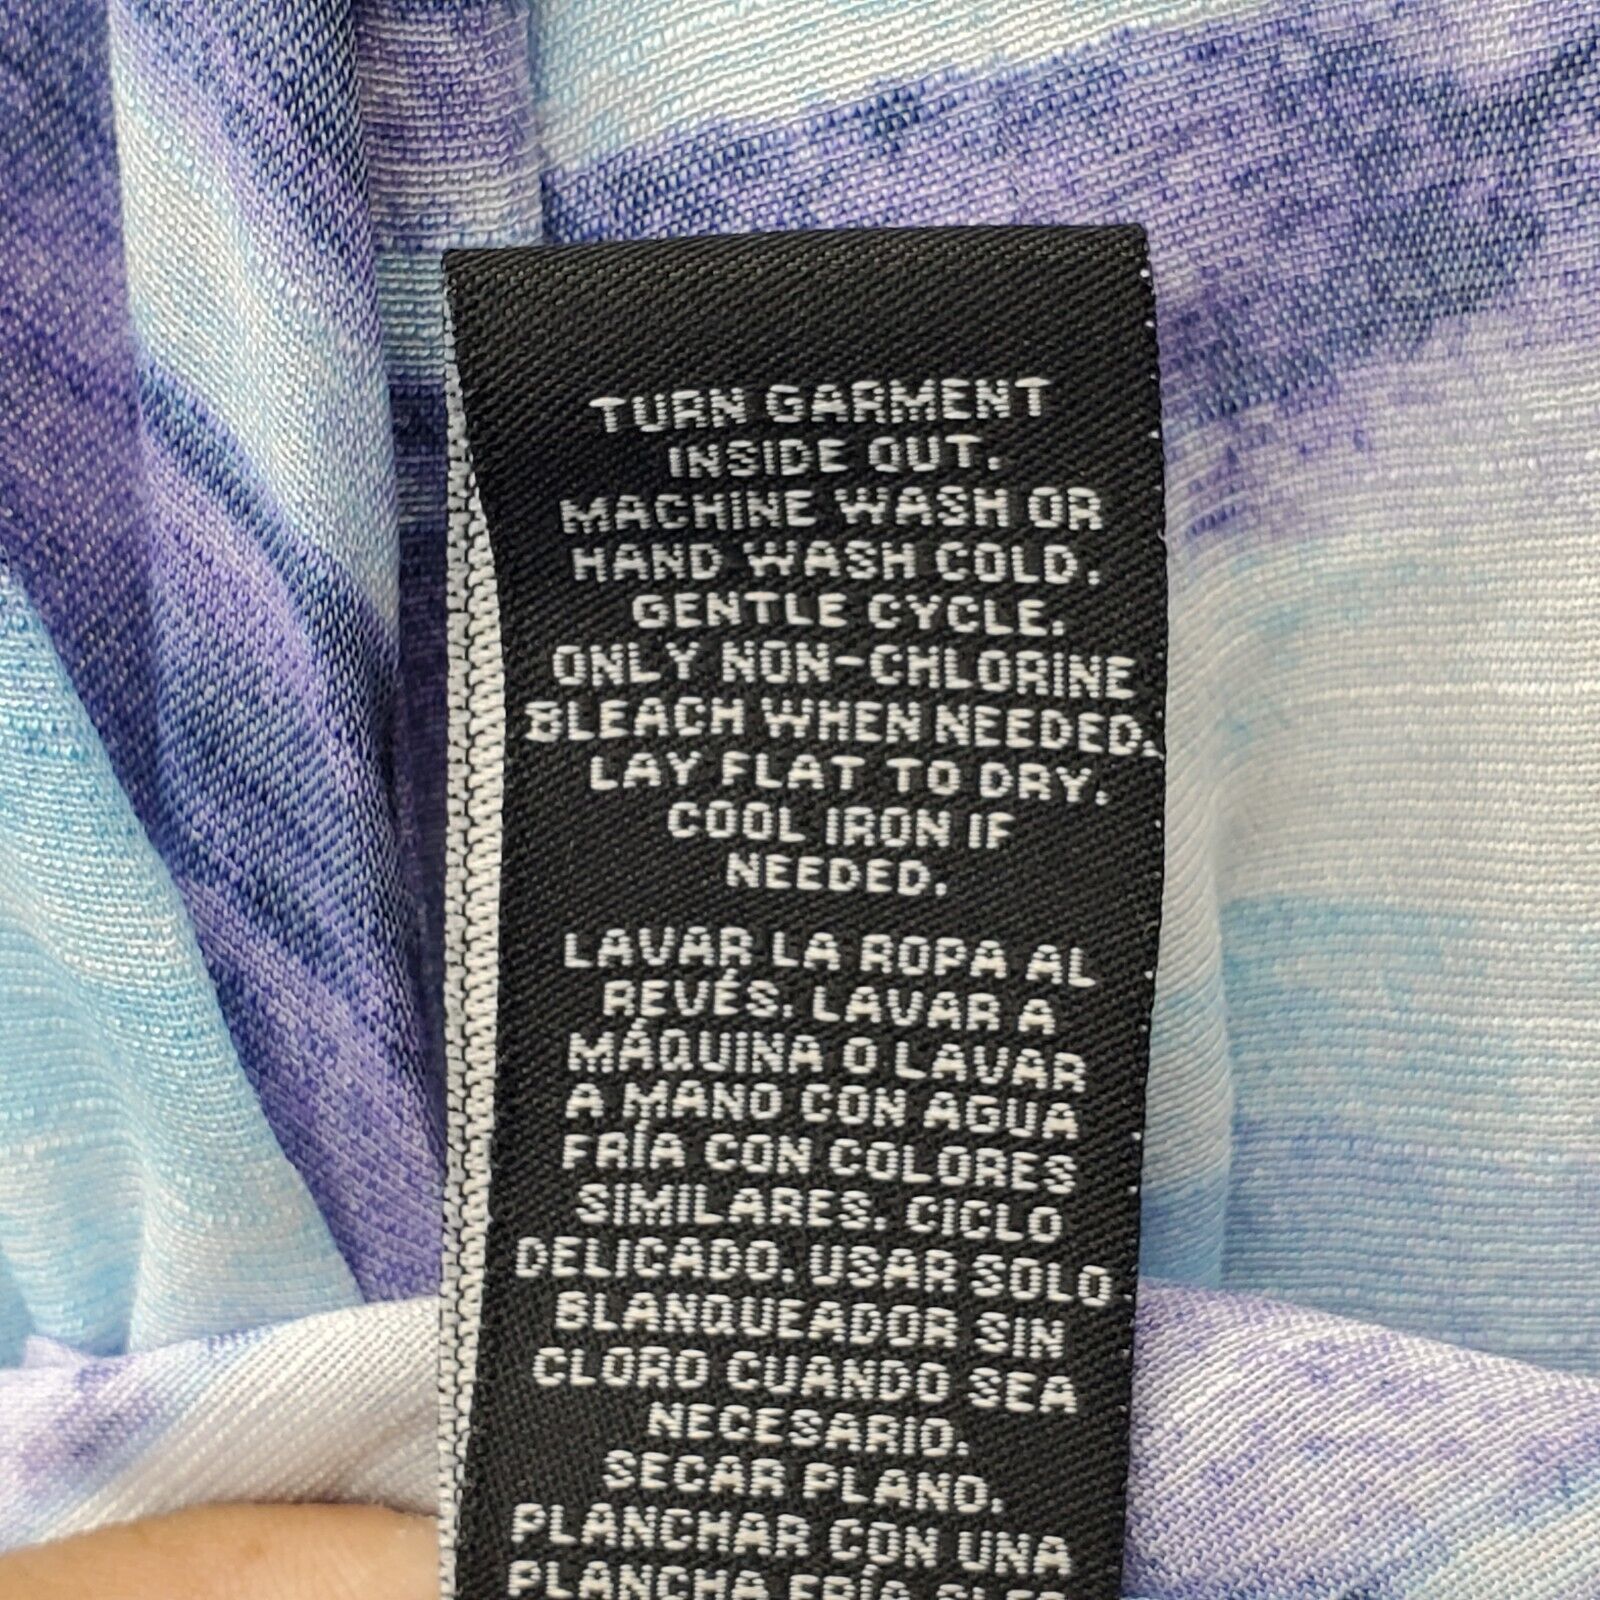 TURN GARMENT
INSIDE OUT.
MACHINE WASH OR
HAND WASH COLD.
GENTLE CYCLE.
ONLY NON-CHLORINE
BLEACH WHEN NEEDED.
LAY FLAT TO DRY.
COOL IRON IF
NEEDED.
LAVAR LA ROPA AL
REVÉS. LAVAR A
MÁQUINA O LAVAR
A MANO CON AGUA
FRÍA CON COLORES
SIMILARES. CICLO
DELICADO. USAR SOLO
BLANQUEADOR SIN
CLORO CUANDO SEA
NECESARIO.
SECAR PLANO.
PLANCHAR CON UNA
PLANCHA FRÍA